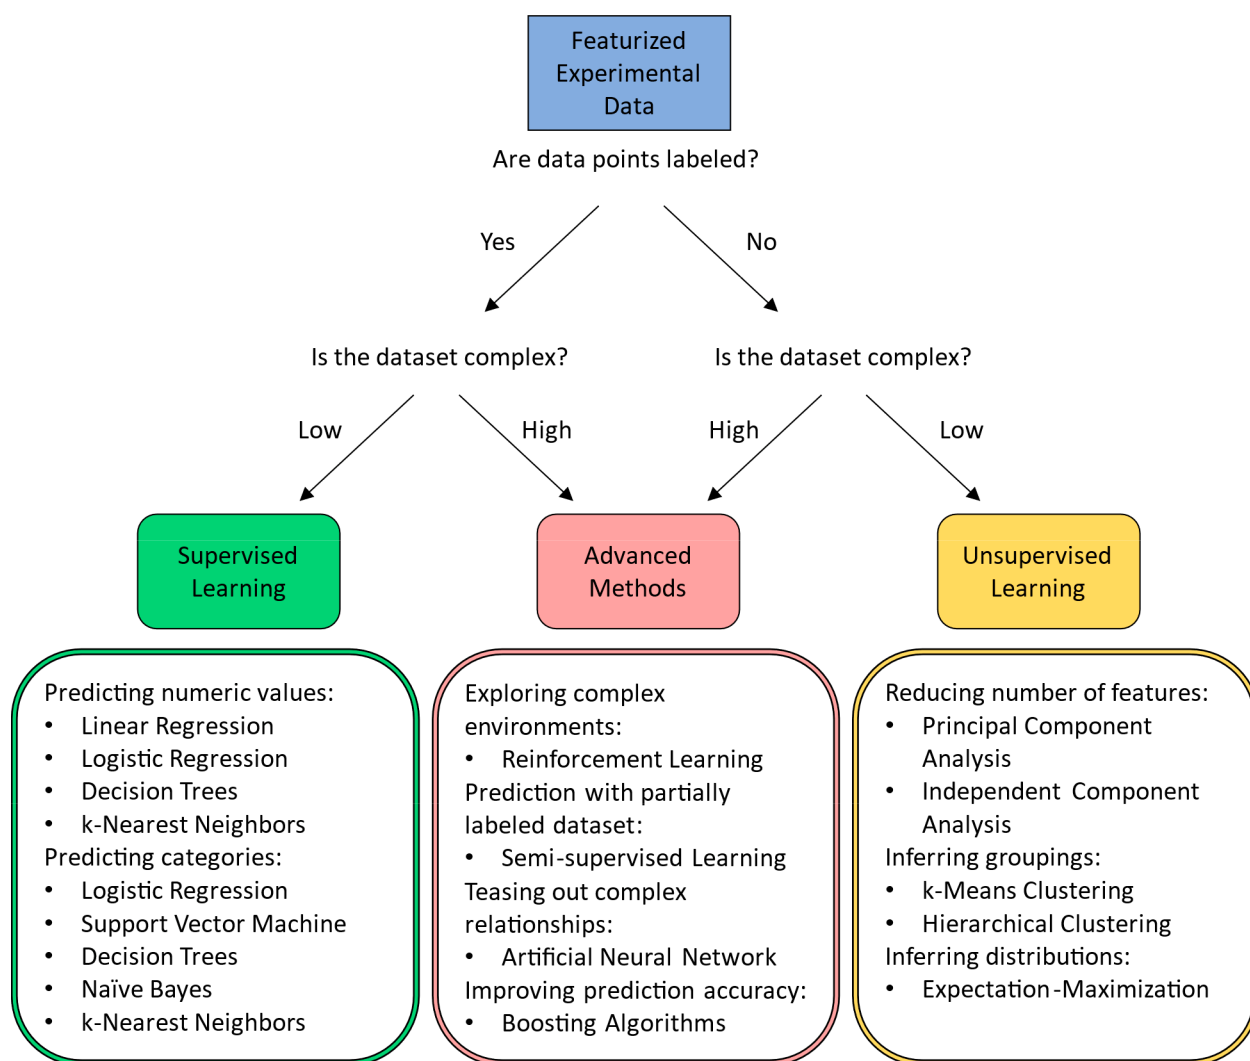 Featurized
Experimental
Data
Are data points labeled?
Yes
No
Is the dataset complex?
Is the dataset complex?
Low
High
High
Low
Supervised
Learning
Advanced
Methods
Unsupervised
Learning
Predicting numeric values:
• Linear Regression
• Logistic Regression
• Decision Trees
• k-Nearest Neighbors
Predicting categories:
• Logistic Regression
• Support Vector Machine
• Decision Trees
• Naïve Bayes
• k-Nearest Neighbors
Exploring complex
environments:
• Reinforcement Learning
Prediction with partially
labeled dataset:
• Semi-supervised Learning
Teasing out complex
relationships:
• Artificial Neural Network
Improving prediction accuracy:
• Boosting Algorithms
Reducing number of features:
• Principal Component
Analysis
• Independent Component
Analysis
Inferring groupings:
• k-Means Clustering
• Hierarchical Clustering
Inferring distributions:
• Expectation-Maximization